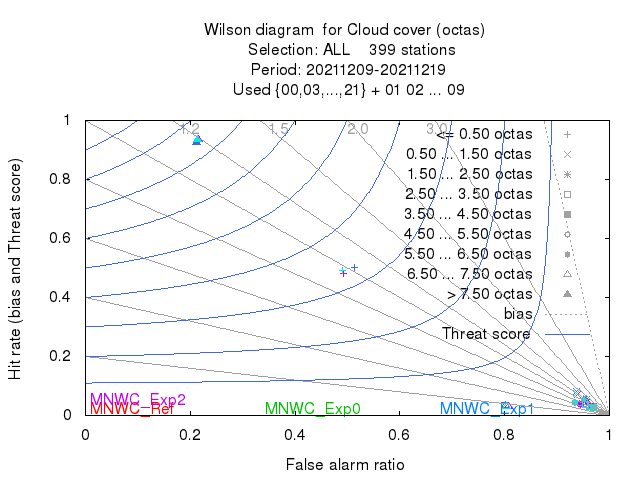 Wilson diagram  for Cloud cover (octas)
Selection: ALL    399 stations
Period: 20211209-20211219
Used {00,03,...,21} + 01 02 ... 09
Hit rate (bias and Threat score)
1
0.8
0.6
0.4
0.2
0
1.2
1.5
2.0
3.0
<= 0.50 octas
0.50 ... 1.50 octas
1.50 ... 2.50 octas
2.50 ... 3.50 octas
3.50 ... 4.50 octas
4.50 ... 5.50 octas
5.50 ... 6.50 octas
6.50 ... 7.50 octas
> 7.50 octas
bias
Threat score
MNWC_Exp2
MNWC_Ref
MNWC_Exp0
MNWC_Exp1
0
0.2
0.4
0.6
0.8
1
False alarm ratio